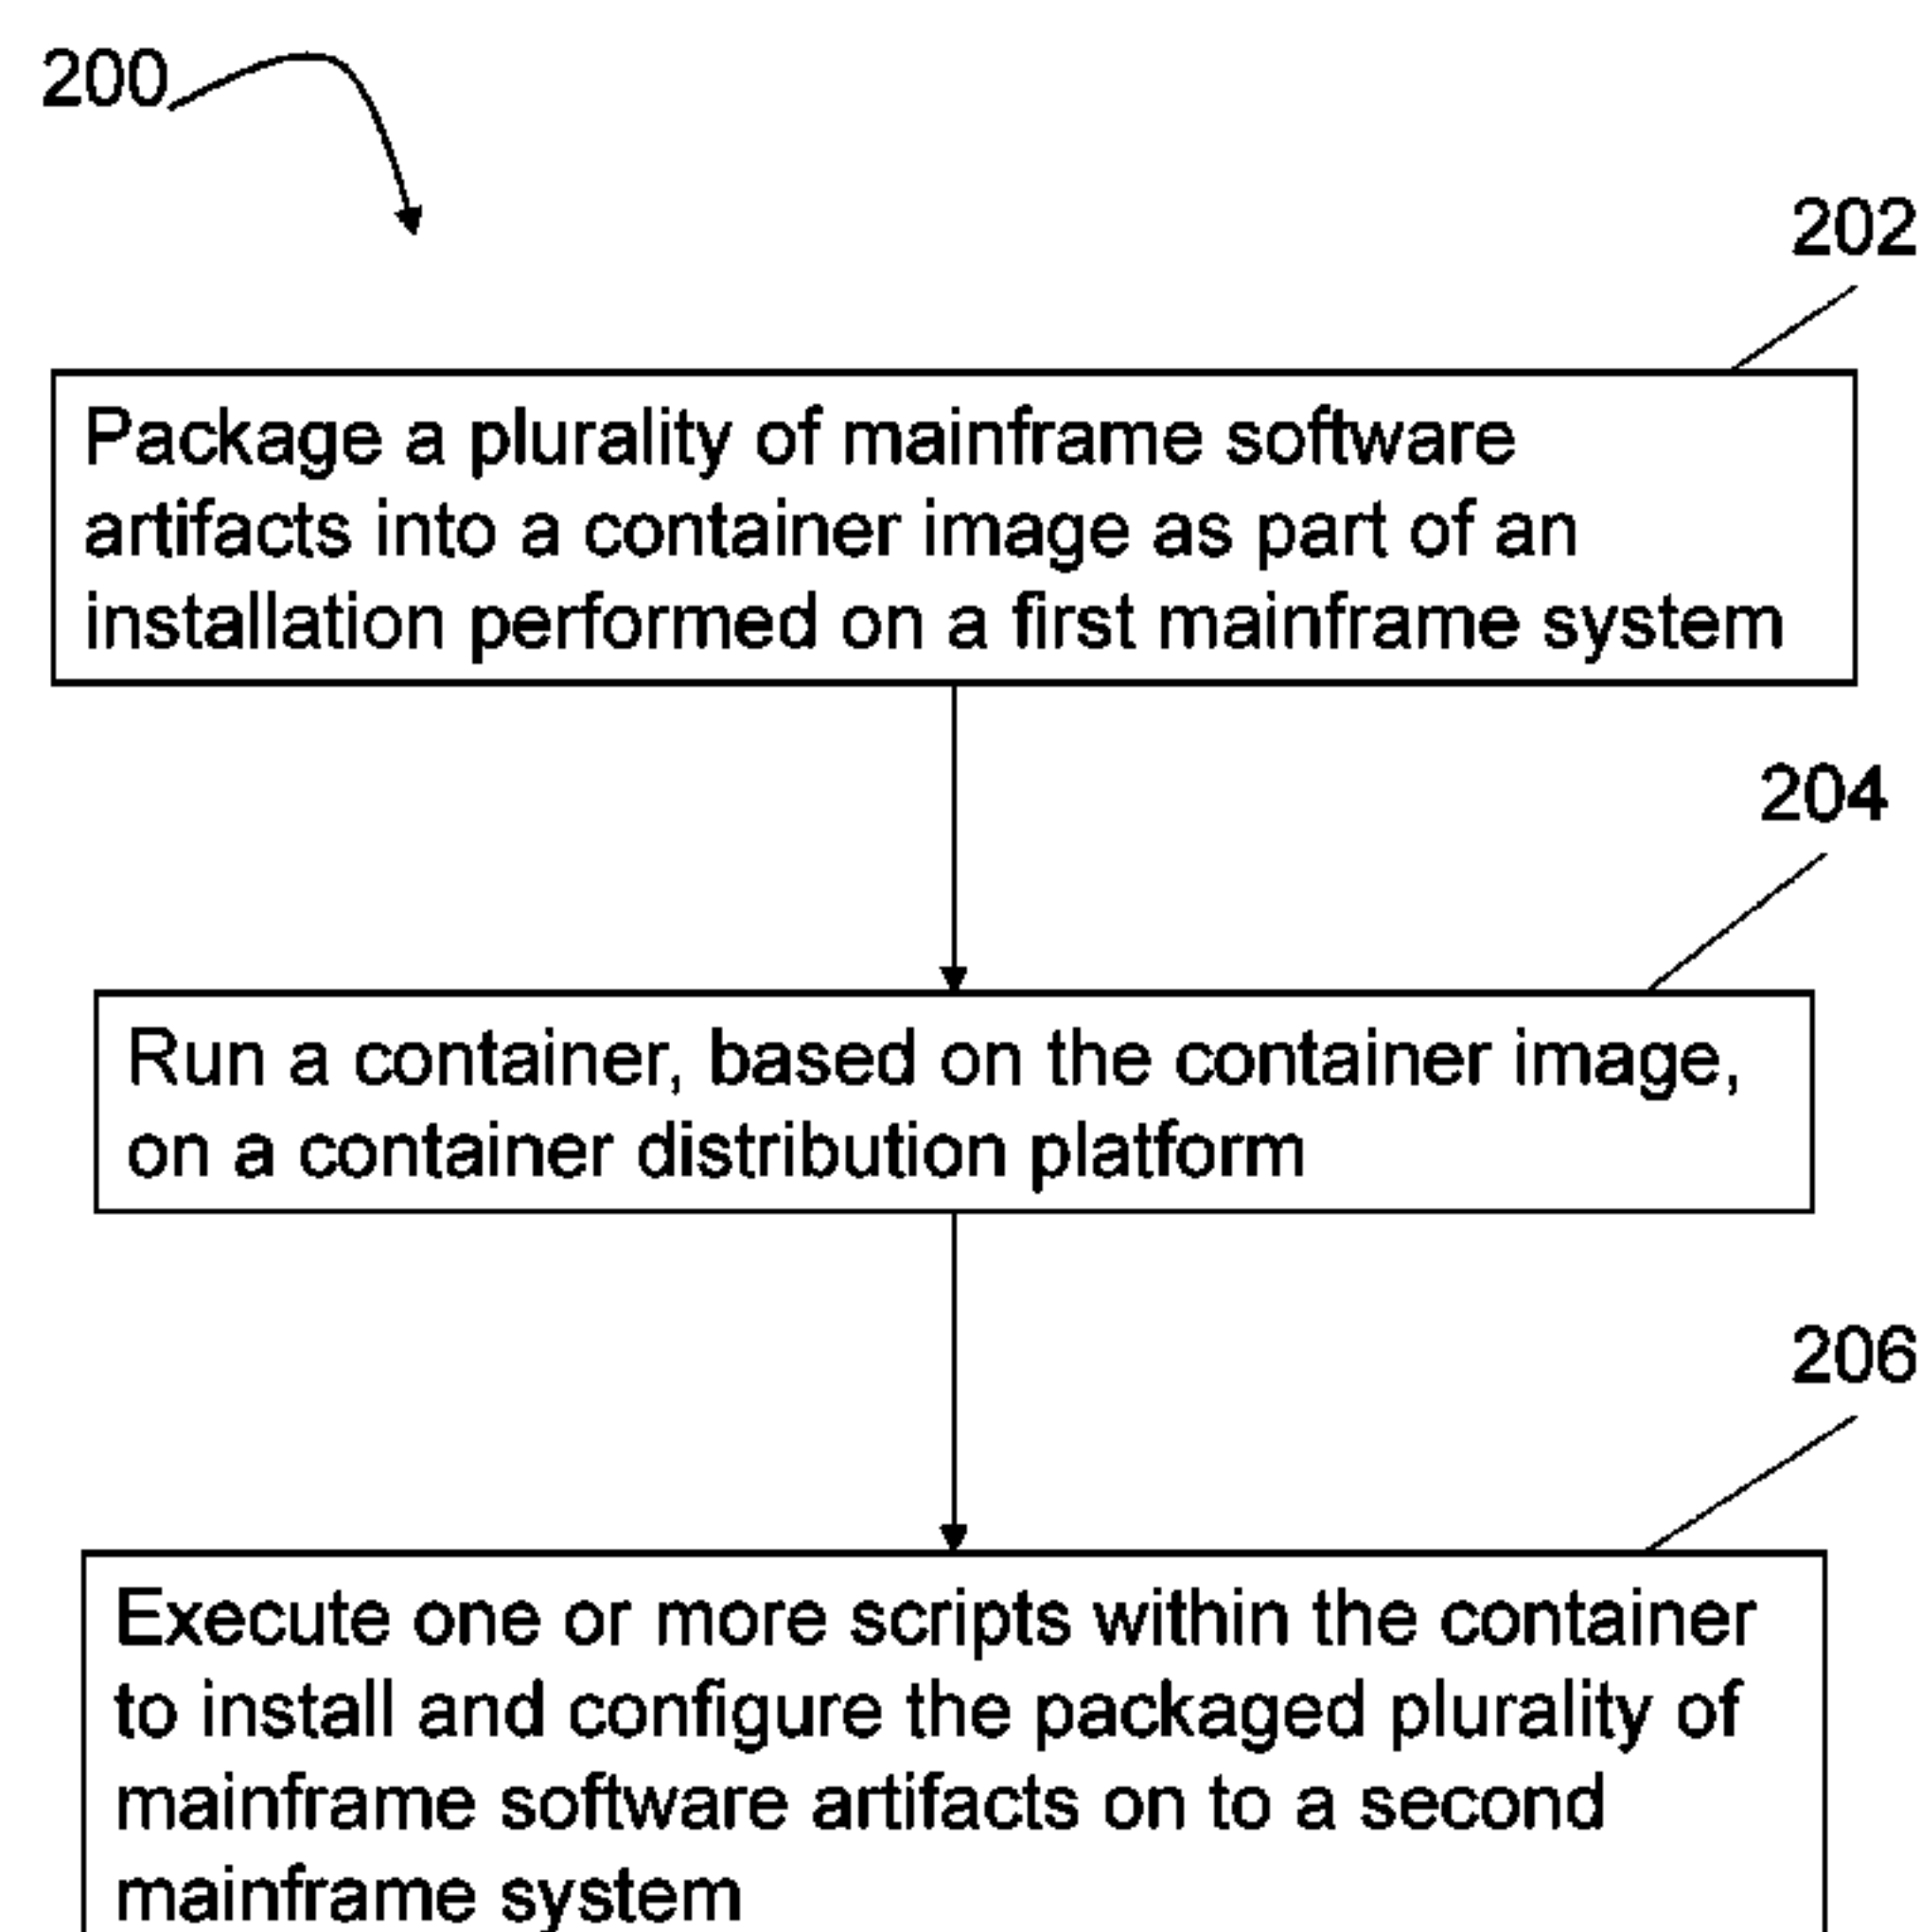 200
202
Package a plurality of mainframe software
artifacts into a container image as part of an
installation performed on a first mainframe system
204
Run a container, based on the container image,
on a container distribution platform
206
Execute one or more scripts within the container
to install and configure the packaged plurality of
mainframe software artifacts on to a second
mainframe system